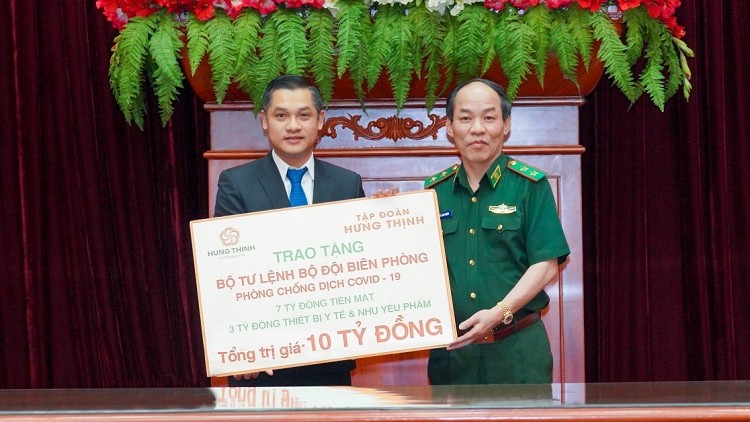 HUNG THINH
CORPORATION
TẬP ĐOÀN
HƯNG THỊNH
TRAO TẶNG
BỘ TƯ LỆNH BỘ ĐỘI BIÊN PHÒNG
PHÒNG CHỐNG DỊCH COVID - 19
7 TỶ ĐỒNG TIỀN MẶT
3 TỶ ĐỒNG THIẾT BỊ Y TẾ & NHU YẾU PHẨM
Tổng trị giá: 10 TỶ ĐỒNG